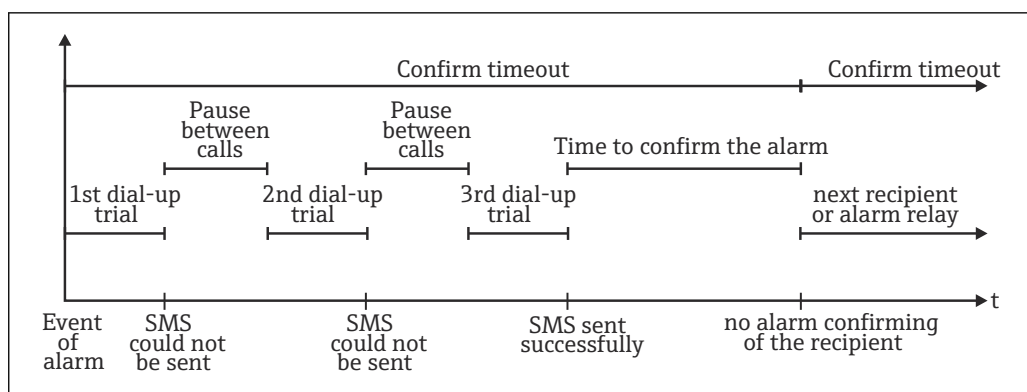 Confirm timeout
Confirm timeout
Pause
between
calls
Pause
between
calls
Time to confirm the alarm
1st dial-up
trial
2nd dial-up
trial
3rd dial-up
trial
next recipient
or alarm relay
t
Event
of
alarm
SMS
could not
be sent
SMS
could not
be sent
SMS sent
successfully
no alarm confirming
of the recipient